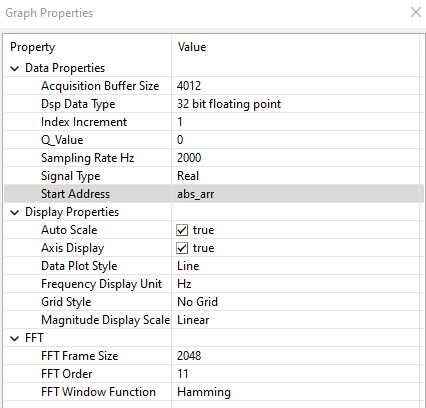 Graph Properties
Property Value
Data Properties
Acquisition Buffer Size 4012
Dsp Data Type 32 bit floating point
Index Increment 1
Q_Value 0
Sampling Rate Hz 2000
Signal Type Real
Start Address abs_arr
Display Properties
Auto Scale true
Axis Display true
Data Plot Style Line
Frequency Display Unit Hz
Grid Style No Grid
Magnitude Display Scale Linear
FFT
FFT Frame Size 2048
FFT Order 11
FFT Window Function Hamming